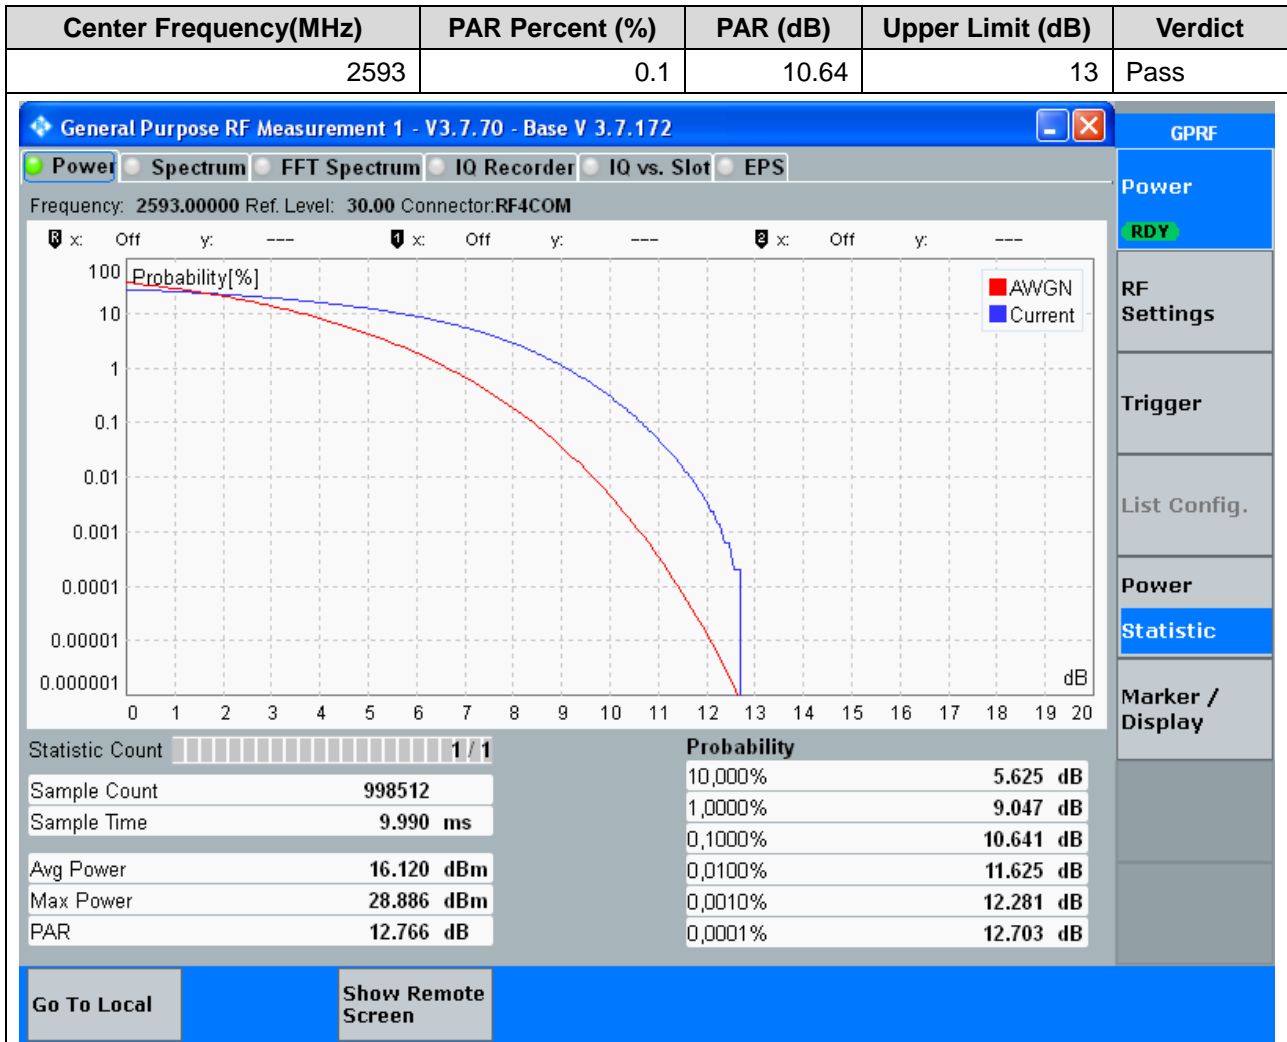 Center Frequency(MHz) PAR Percent (%) PAR (dB) Upper Limit (dB) Verdict
2593 0.1 10.64 13 Pass
General Purpose RF Measurement 1 - V3.7.70 - Base V 3.7.172
GPRF
Power Spectrum FFT Spectrum IQ Recorder IQ vs. Slot EPS
Frequency: 2593.00000 Ref. Level: 30.00 Connector:RF4COM
R x: Off y: --- 1 x: Off y: --- 2 x: Off y: ---
Probability[%]
AWGN
Current
100
10
1
0.1
0.01
0.001
0.0001
0.00001
0.000001
dB
0 1 2 3 4 5 6 7 8 9 10 11 12 13 14 15 16 17 18 19 20
Statistic Count 1 / 1
Sample Count 998512
Sample Time 9.990 ms
Avg Power 16.120 dBm
Max Power 28.886 dBm
PAR 12.766 dB
Probability
10,000% 5.625 dB
1,0000% 9.047 dB
0,1000% 10.641 dB
0,0100% 11.625 dB
0,0010% 12.281 dB
0,0001% 12.703 dB
Power
RDY
RF
Settings
Trigger
List Config.
Power
Statistic
Marker /
Display
Go To Local
Show Remote
Screen